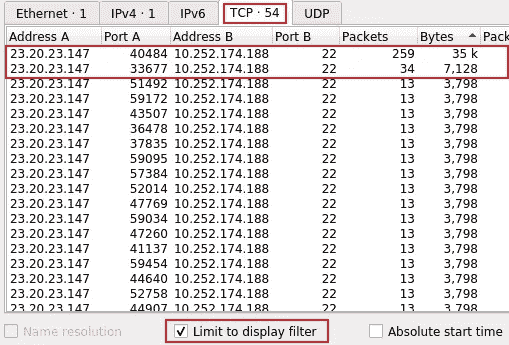 Ethernet · 1 IPv4 · 1 IPv6 TCP · 54 UDP
Address A Port A Address B Port B Packets Bytes Pack
23.20.23.147 40484 10.252.174.188 22 259 35 k
23.20.23.147 33677 10.252.174.188 22 34 7,128
23.20.23.147 51492 10.252.174.188 22 13 3,798
23.20.23.147 59172 10.252.174.188 22 13 3,798
23.20.23.147 43507 10.252.174.188 22 13 3,798
23.20.23.147 36478 10.252.174.188 22 13 3,798
23.20.23.147 37835 10.252.174.188 22 13 3,798
23.20.23.147 59095 10.252.174.188 22 13 3,798
23.20.23.147 57384 10.252.174.188 22 13 3,798
23.20.23.147 52014 10.252.174.188 22 13 3,798
23.20.23.147 47769 10.252.174.188 22 13 3,798
23.20.23.147 59034 10.252.174.188 22 13 3,798
23.20.23.147 47260 10.252.174.188 22 13 3,798
23.20.23.147 41137 10.252.174.188 22 13 3,798
23.20.23.147 59454 10.252.174.188 22 13 3,798
23.20.23.147 44640 10.252.174.188 22 13 3,798
23.20.23.147 52758 10.252.174.188 22 13 3,798
23.20.23.147 44907 10.252.174.188 22 13 3,798
Name resolution Limit to display filter Absolute start time